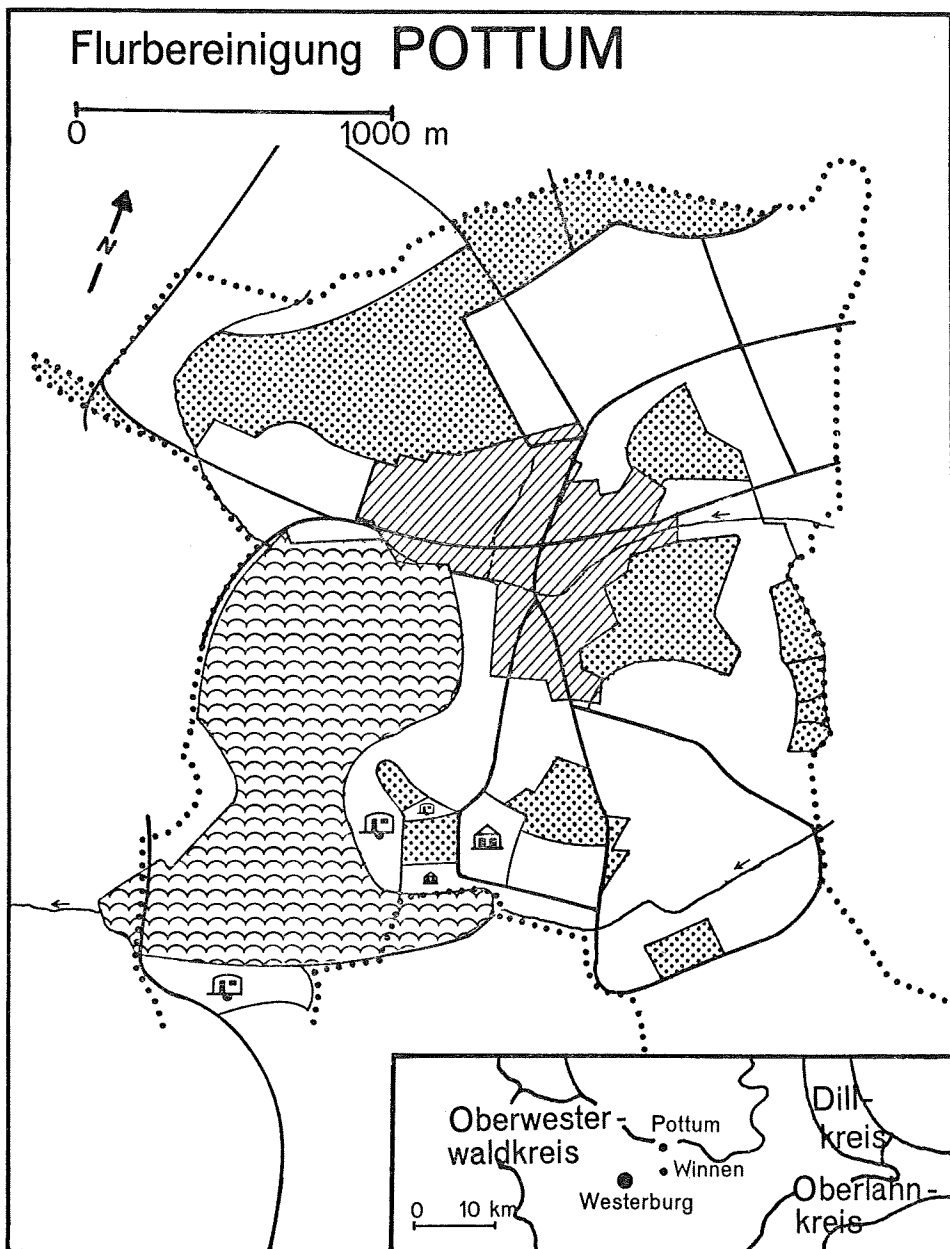 Flurbereinigung POTTUM
0 1000 m
N
Oberwester-
waldkreis
Pottum
Winnen
Westerburg
Dill-
kreis
Oberlahn-
kreis
0 10 km